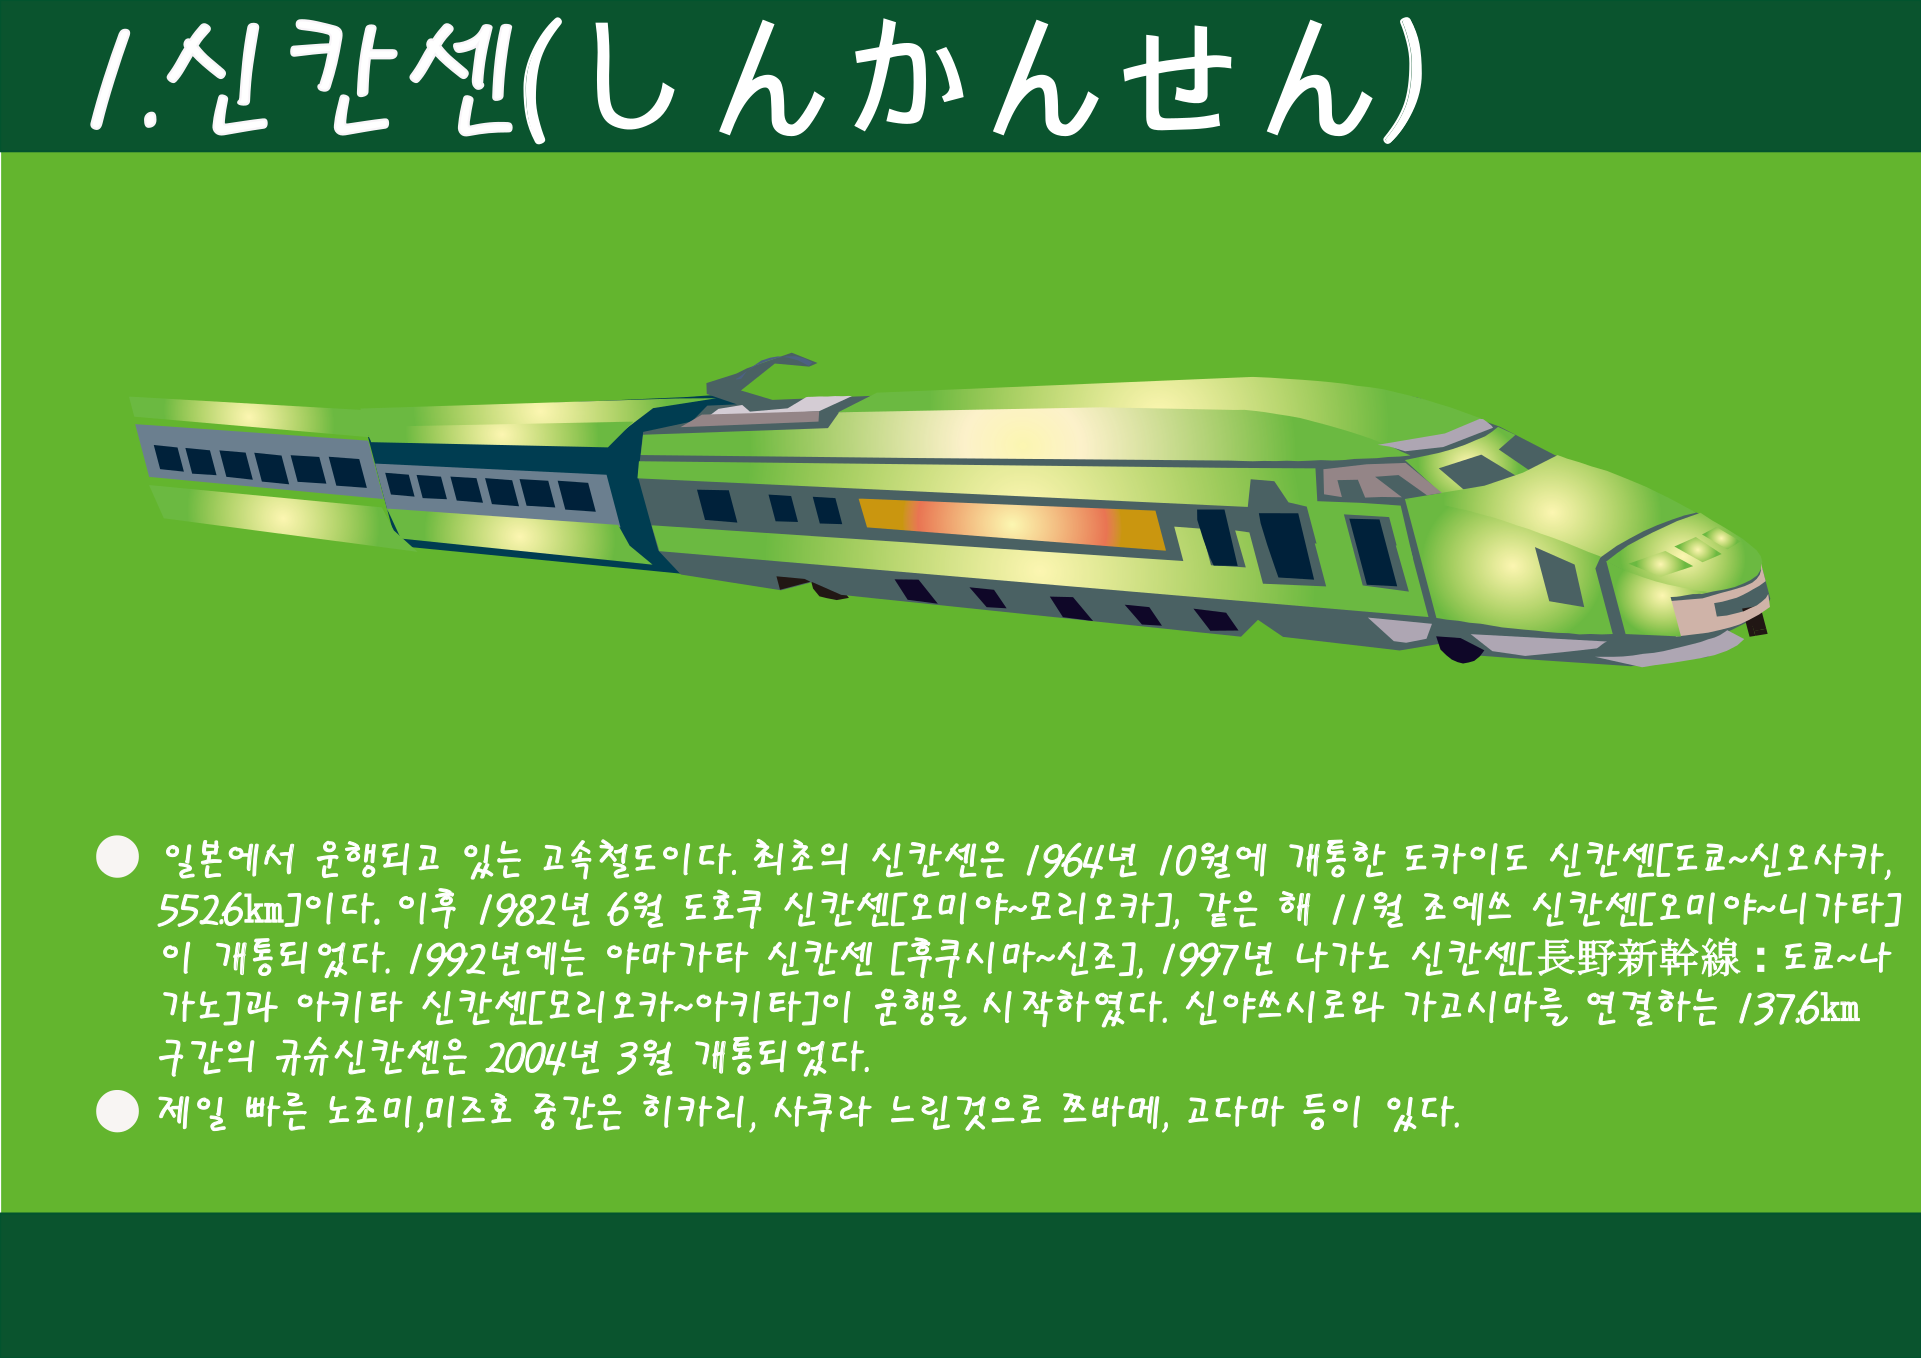 1.신칸센(しんかんせん)
일본에서 운행되고 있는 고속철도이다. 최초의 신칸센은 1964년 10월에 개통한 도카이도 신칸센[도쿄~신오사카,
552.6km]이다. 이후 1982년 6월 도호쿠 신칸센[오미야~모리오카], 같은 해 11월 조에쓰 신칸센[오미야~니가타]
이 개통되었다. 1992년에는 야마가타 신칸센 [후쿠시마~신조], 1997년 나가노 신칸센[長野新幹線 : 도쿄~나
가노]과 아키타 신칸센[모리오카~아키타]이 운행을 시작하였다. 신야쓰시로와 가고시마를 연결하는 137.6km
구간의 규슈신칸센은 2004년 3월 개통되었다.
제일 빠른 노조미,미즈호 중간은 히카리, 사쿠라 느린것으로 쯔바메, 고다마 등이 있다.